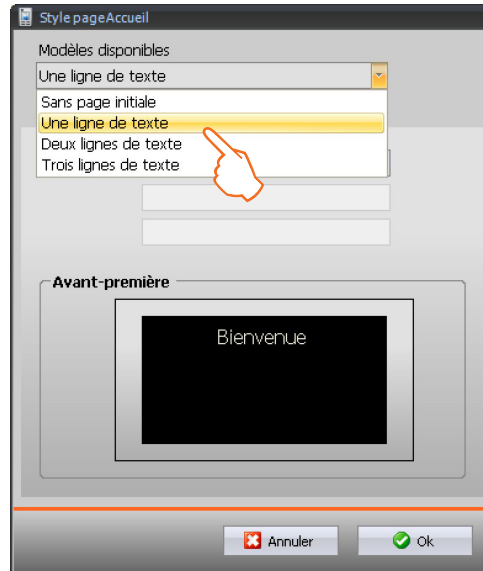 Style pageAccueil
Modèles disponibles
Une ligne de texte
Sans page initiale
Une ligne de texte
Deux lignes de texte
Trois lignes de texte
Avant-première
Bienvenue
Annuler
Ok